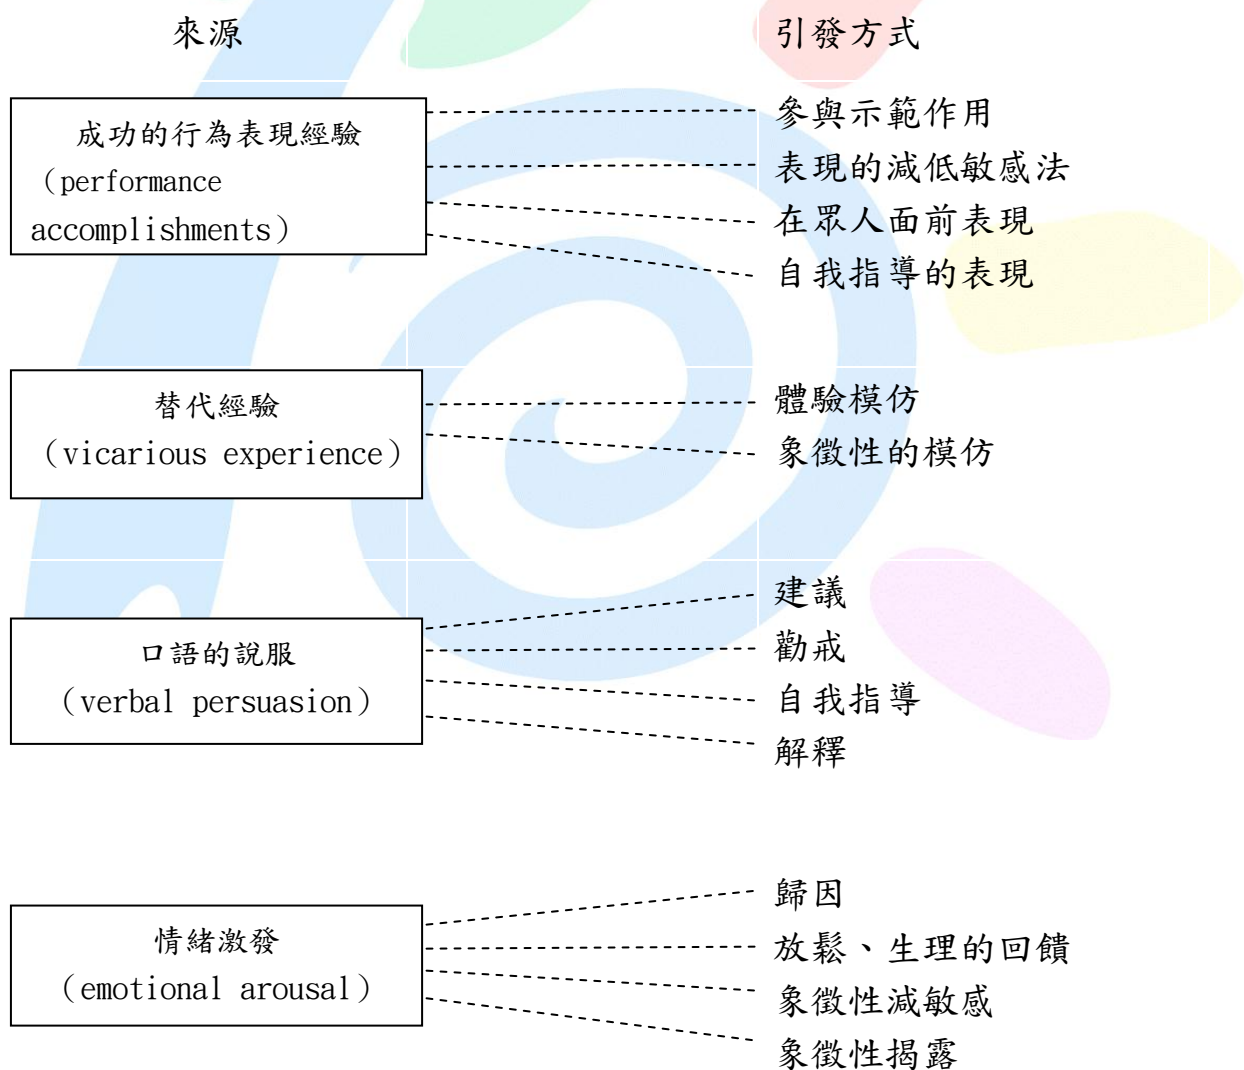 來源
引發方式
成功的行為表現經驗
（performance
accomplishments）
參與示範作用
表現的減低敏感法
在眾人面前表現
自我指導的表現
替代經驗
（vicarious experience）
體驗模仿
象徵性的模仿
口語的說服
（verbal persuasion）
建議
勸戒
自我指導
解釋
情緒激發
（emotional arousal）
歸因
放鬆、生理的回饋
象徵性減敏感
象徵性揭露